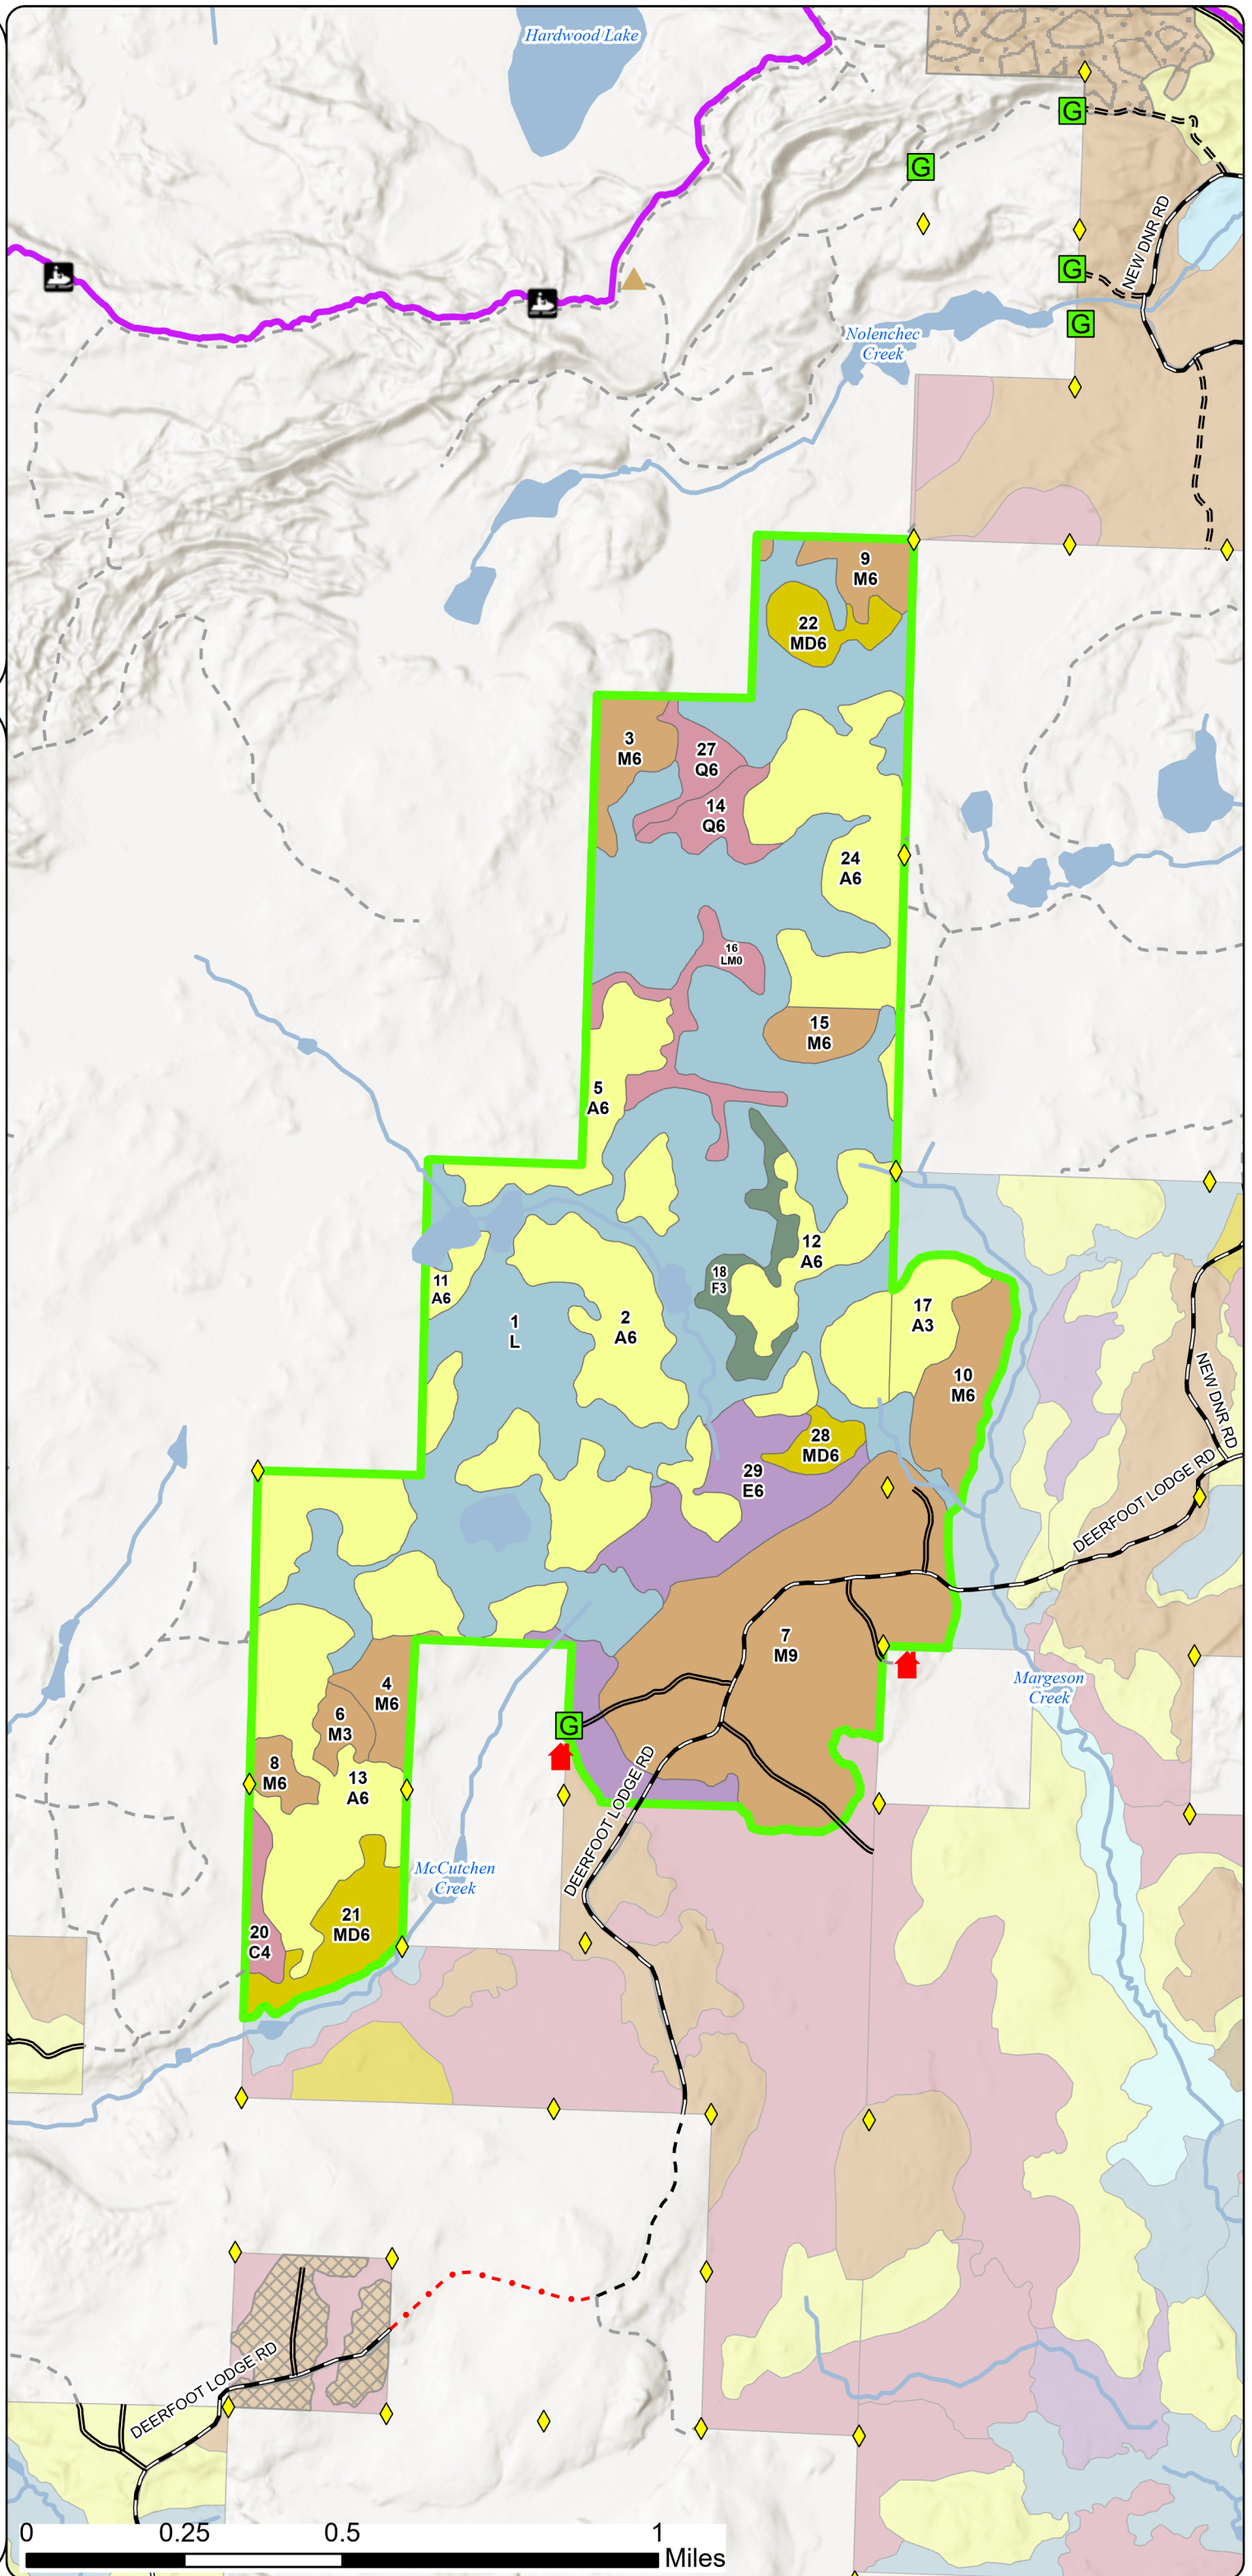 Hardwood Lake
G
G
NEW DNR RD
G
G
Nolenchec
Creek
9
M6
22
MD6
3
M6
27
Q6
14
Q6
24
A6
16
LM0
15
M6
5
A6
12
A6
18
F3
11
A6
1
L
2
A6
17
A3
10
M6
NEW DNR RD
28
MD6
29
E6
DEERFOOT LODGE RD
7
M9
4
M6
6
M3
Margeson
Creek
G
8
M6
13
A6
DEERFOOT LODGE RD
McCutchen
Creek
21
MD6
20
C4
DEERFOOT LODGE RD
0 0.25 0.5 1
Miles